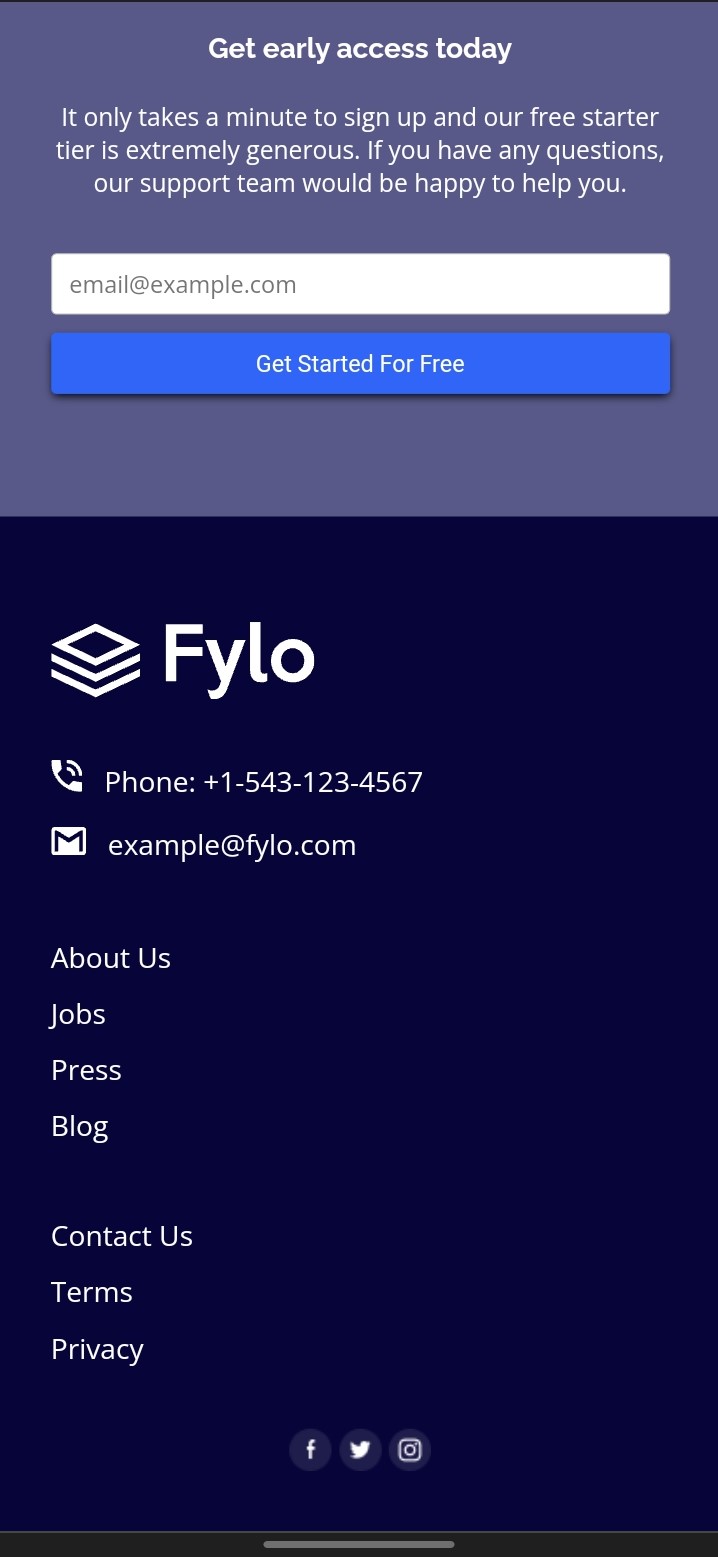 Get early access today
It only takes a minute to sign up and our free starter
tier is extremely generous. If you have any questions,
our support team would be happy to help you.
email@example.com
Get Started For Free
Fylo
Phone: +1-543-123-4567
example@fylo.com
About Us
Jobs
Press
Blog
Contact Us
Terms
Privacy